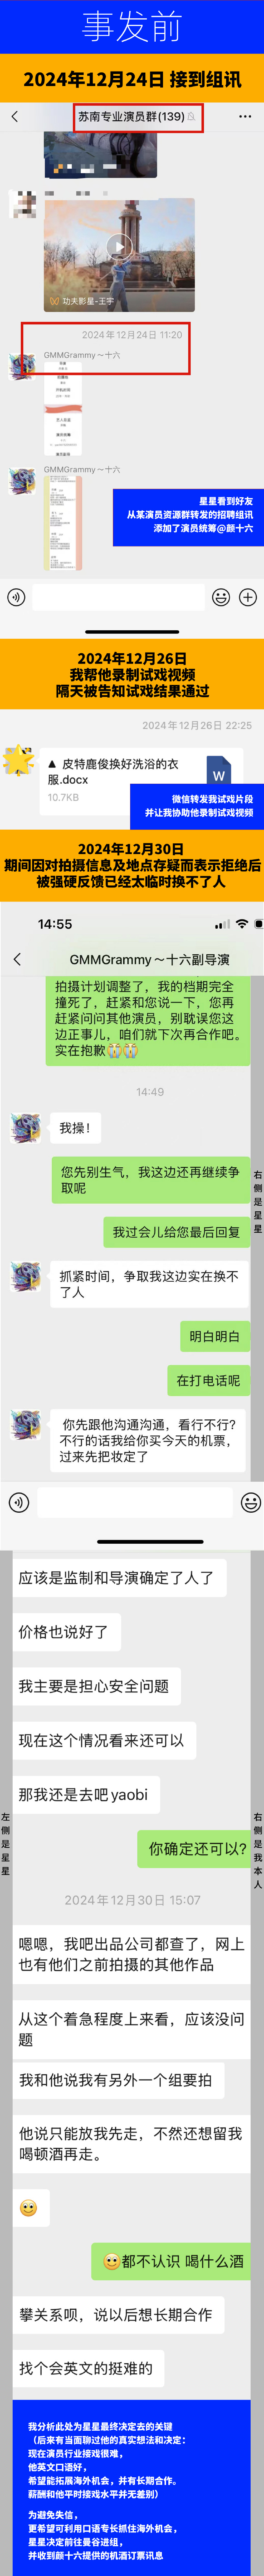 事发前
2024年12月24日 接到组讯
苏南专业演员群(139)
功夫影星-王宇
2024年12月24日 11:20
GMMGrammy～十六
GMMGrammy～十六
星星看到好友
从某演员资源群转发的招聘组讯
添加了演员统筹@颜十六
2024年12月26日
我帮他录制试戏视频
隔天被告知试戏结果通过
2024年12月26日 22:25
▲ 皮特鹿俊换好洗浴的衣
服.docx
10.7KB
W
微信转发我试戏片段
并让我协助他录制试戏视频
2024年12月30日
期间因对拍摄信息及地点存疑而表示拒绝后
被强硬反馈已经太临时换不了人
14:55
GMMGrammy～十六副导演
拍摄计划调整了，我的档期完全
撞死了，赶紧和您说一下，您再
赶紧问问其他演员，别耽误您这
边正事儿，咱们就下次再合作吧。
实在抱歉😭😭
14:49
我操！
您先别生气，我这边还再继续争
取呢
右侧是星星
我过会儿给您最后回复
抓紧时间，争取我这边实在换不
了人
明白明白
在打电话呢
你先跟他沟通沟通，看行不行?
不行的话我给你买今天的机票，
过来先把妆定了
应该是监制和导演确定了人了
价格也说好了
我主要是担心安全问题
现在这个情况看来还可以
那我还是去吧yaobi
左侧是星星
右侧是我本人
你确定还可以?
2024年12月30日 15:07
嗯嗯，我吧出品公司都查了，网上
也有他们之前拍摄的其他作品
从这个着急程度上来看，应该没问
题
我和他说我有另外一个组要拍
他说只能放我先走，不然还想留我
喝顿酒再走。
🙂
🙂都不认识 喝什么酒
攀关系呗，说以后想长期合作
找个会英文的挺难的
我分析此处为星星最终决定去的关键
（后来有当面聊过他的真实想法和决定：
现在演员行业接戏很难，
他英文口语好，
希望能拓展海外机会，并有长期合作。
薪酬和他平时接戏水平并无差别）
为避免失信，
更希望可利用口语专长抓住海外机会，
星星决定前往曼谷进组，
并收到颜十六提供的机酒订票讯息